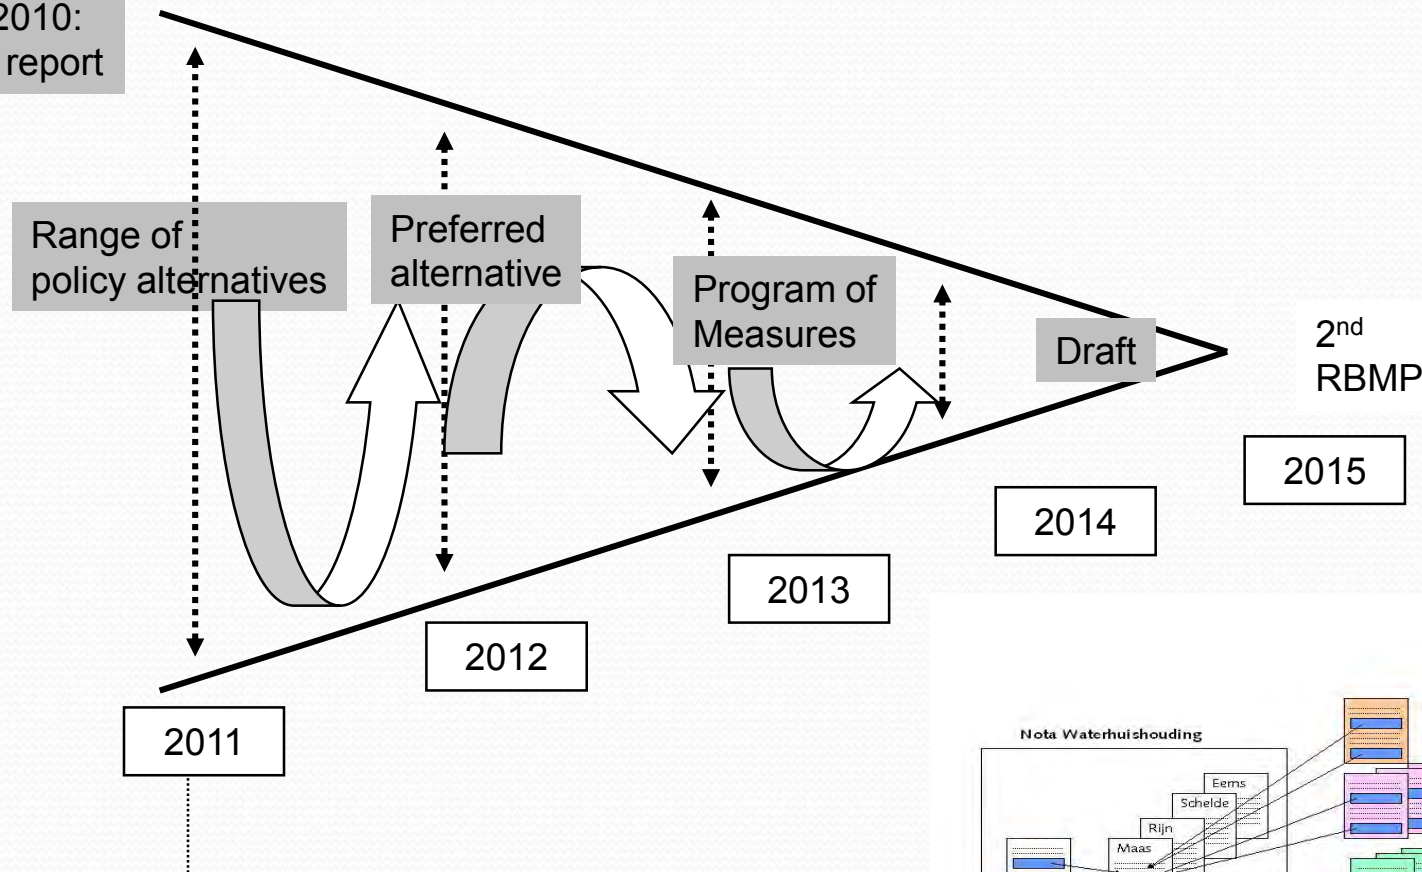 2010:
report
Range of
policy alternatives
Preferred
alternative
Program of
Measures
Draft
2nd
RBMP
2015
2014
2013
2012
2011
Nota Waterhuishouding
Eems
Schelde
Rijn
Maas